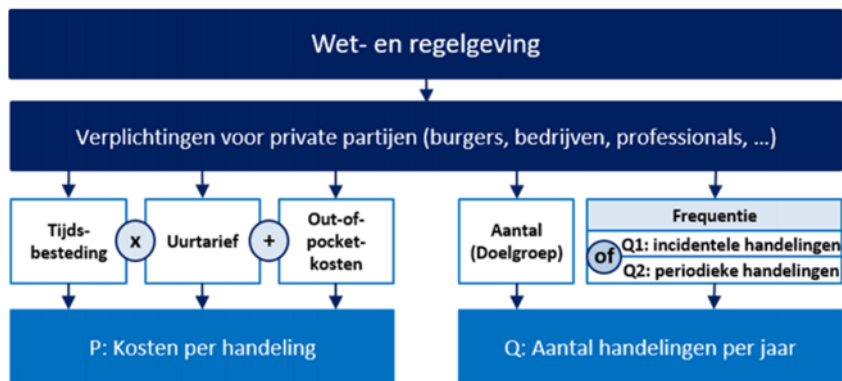 Wet- en regelgeving
Verplichtingen voor private partijen (burgers, bedrijven, professionals, ...)
Tijds-
besteding
x
Uurtarief
+
Out-of-
pocket-
kosten
Aantal
(Doelgroep)
Frequentie
of
Q1: incidentele handelingen
Q2: periodieke handelingen
P: Kosten per handeling
Q: Aantal handelingen per jaar